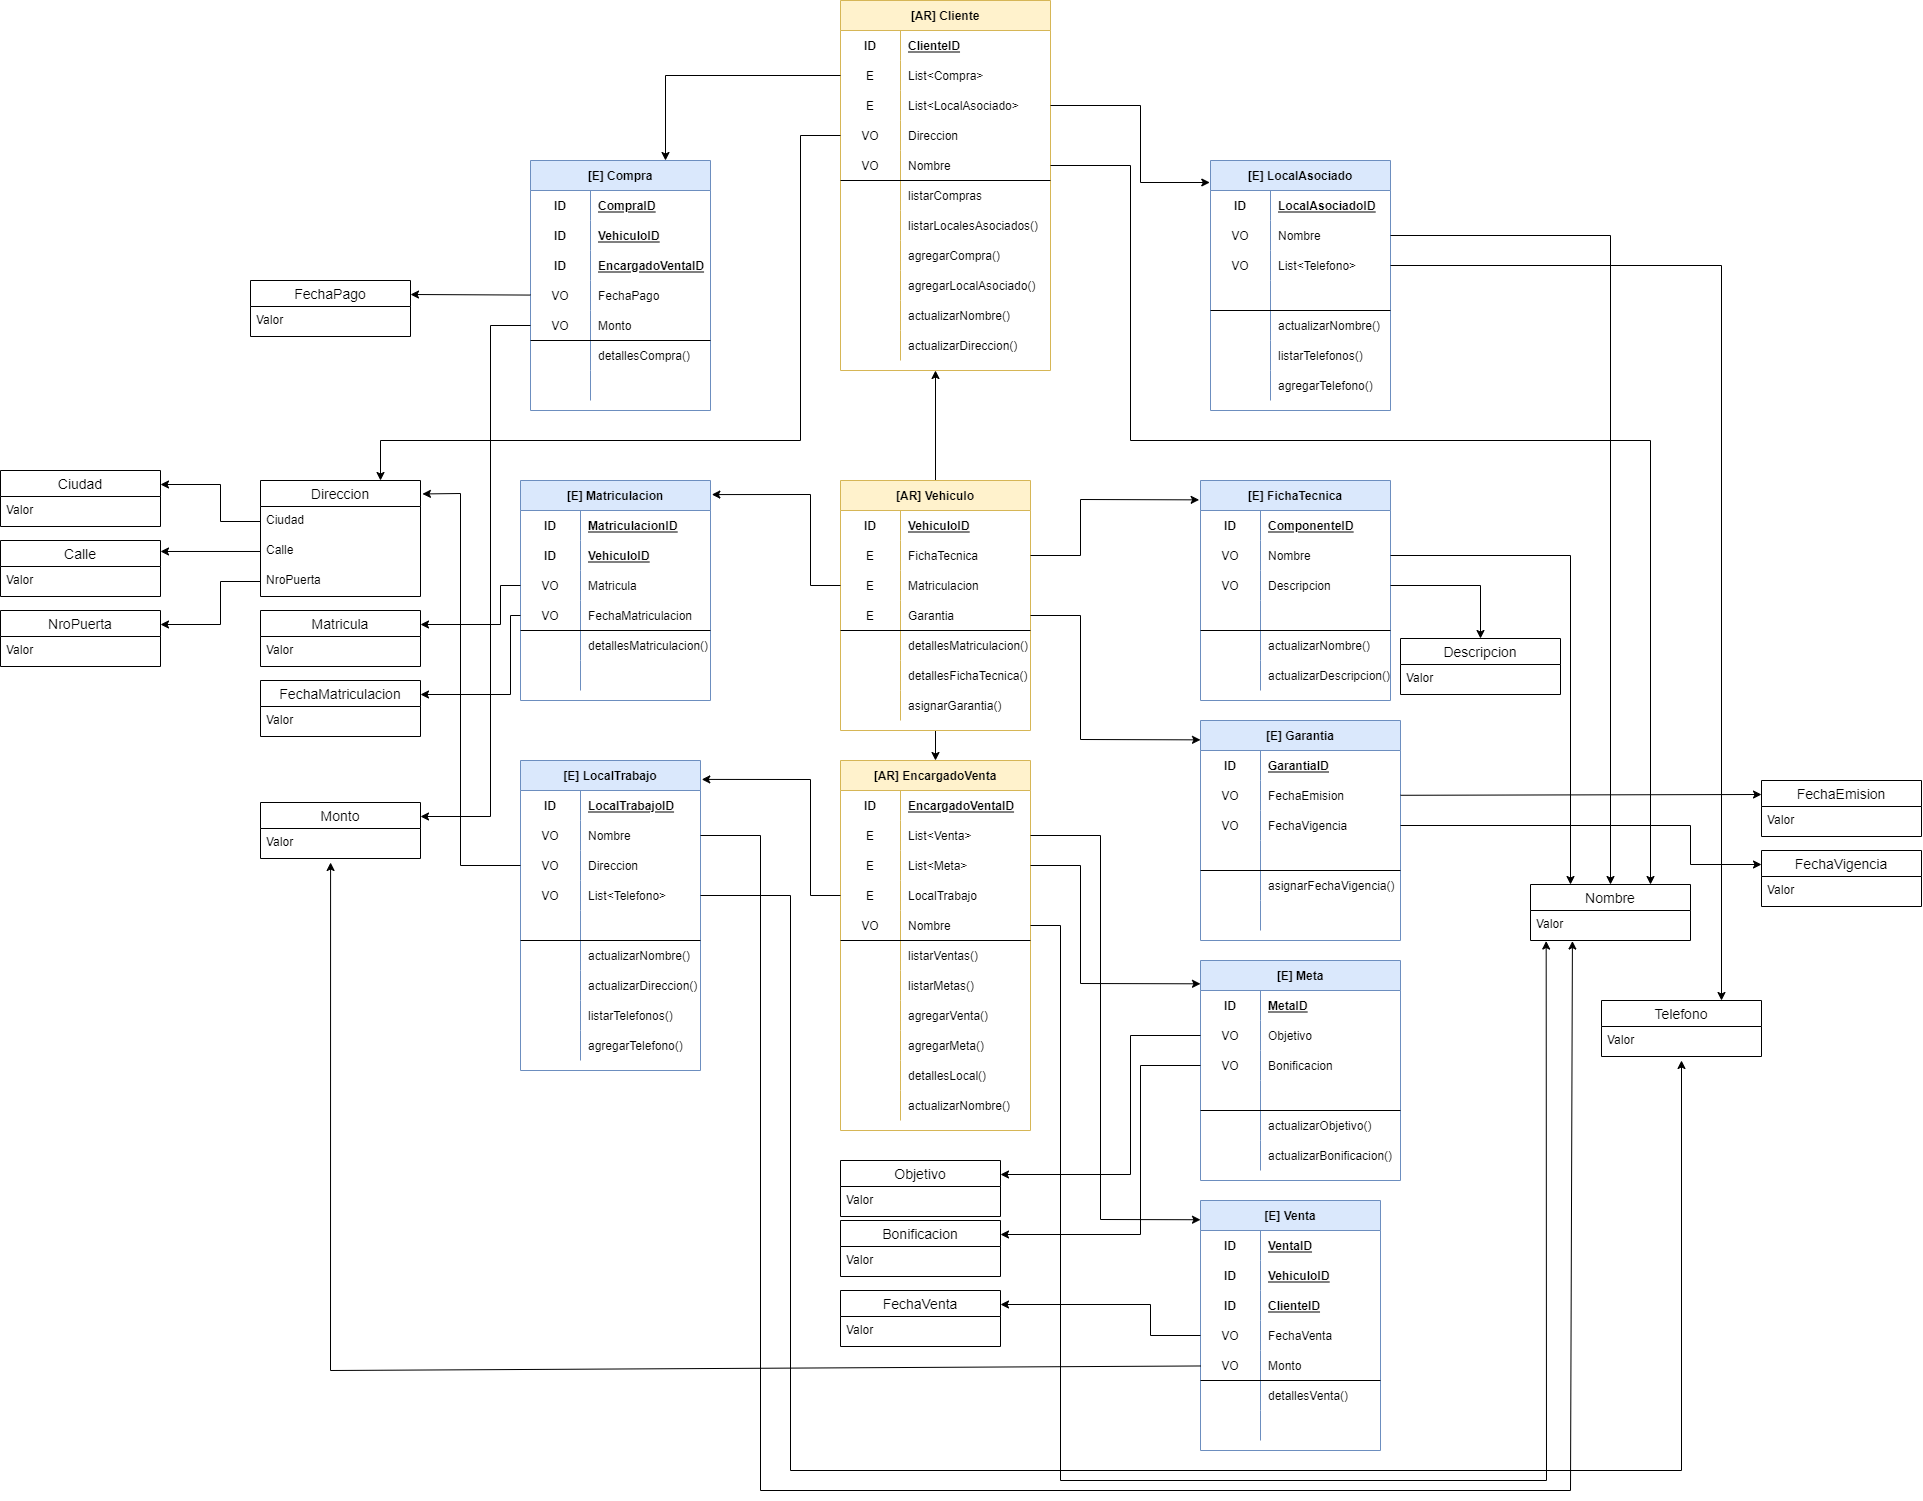 [AR] Cliente
ID ClienteID
E List<Compra>
E List<LocalAsociado>
VO Direccion
VO Nombre
listarCompras
listarLocalesAsociados()
agregarCompra()
agregarLocalAsociado()
actualizarNombre()
actualizarDireccion()
[E] Compra
ID CompraID
ID VehiculoID
ID EncargadoVentaID
VO FechaPago
VO Monto
detallesCompra()
[E] LocalAsociado
ID LocalAsociadoID
VO Nombre
VO List<Telefono>
actualizarNombre()
listarTelefonos()
agregarTelefono()
FechaPago
Valor
Ciudad
Valor
Calle
Valor
NroPuerta
Valor
Direccion
Ciudad
Calle
NroPuerta
Matricula
Valor
FechaMatriculacion
Valor
[E] Matriculacion
ID MatriculacionID
ID VehiculoID
VO Matricula
VO FechaMatriculacion
detallesMatriculacion()
[AR] Vehiculo
ID VehiculoID
E FichaTecnica
E Matriculacion
E Garantia
detallesMatriculacion()
detallesFichaTecnica()
asignarGarantia()
[E] FichaTecnica
ID ComponenteID
VO Nombre
VO Descripcion
actualizarNombre()
actualizarDescripcion()
Descripcion
Valor
[E] Garantia
ID GarantiaID
VO FechaEmision
VO FechaVigencia
asignarFechaVigencia()
FechaEmision
Valor
FechaVigencia
Valor
Monto
Valor
[E] LocalTrabajo
ID LocalTrabajoID
VO Nombre
VO Direccion
VO List<Telefono>
actualizarNombre()
actualizarDireccion()
listarTelefonos()
agregarTelefono()
[AR] EncargadoVenta
ID EncargadoVentaID
E List<Venta>
E List<Meta>
E LocalTrabajo
VO Nombre
listarVentas()
listarMetas()
agregarVenta()
agregarMeta()
detallesLocal()
actualizarNombre()
Nombre
Valor
[E] Meta
ID MetaID
VO Objetivo
VO Bonificacion
actualizarObjetivo()
actualizarBonificacion()
Telefono
Valor
Objetivo
Valor
Bonificacion
Valor
FechaVenta
Valor
[E] Venta
ID VentaID
ID VehiculoID
ID ClienteID
VO FechaVenta
VO Monto
detallesVenta()